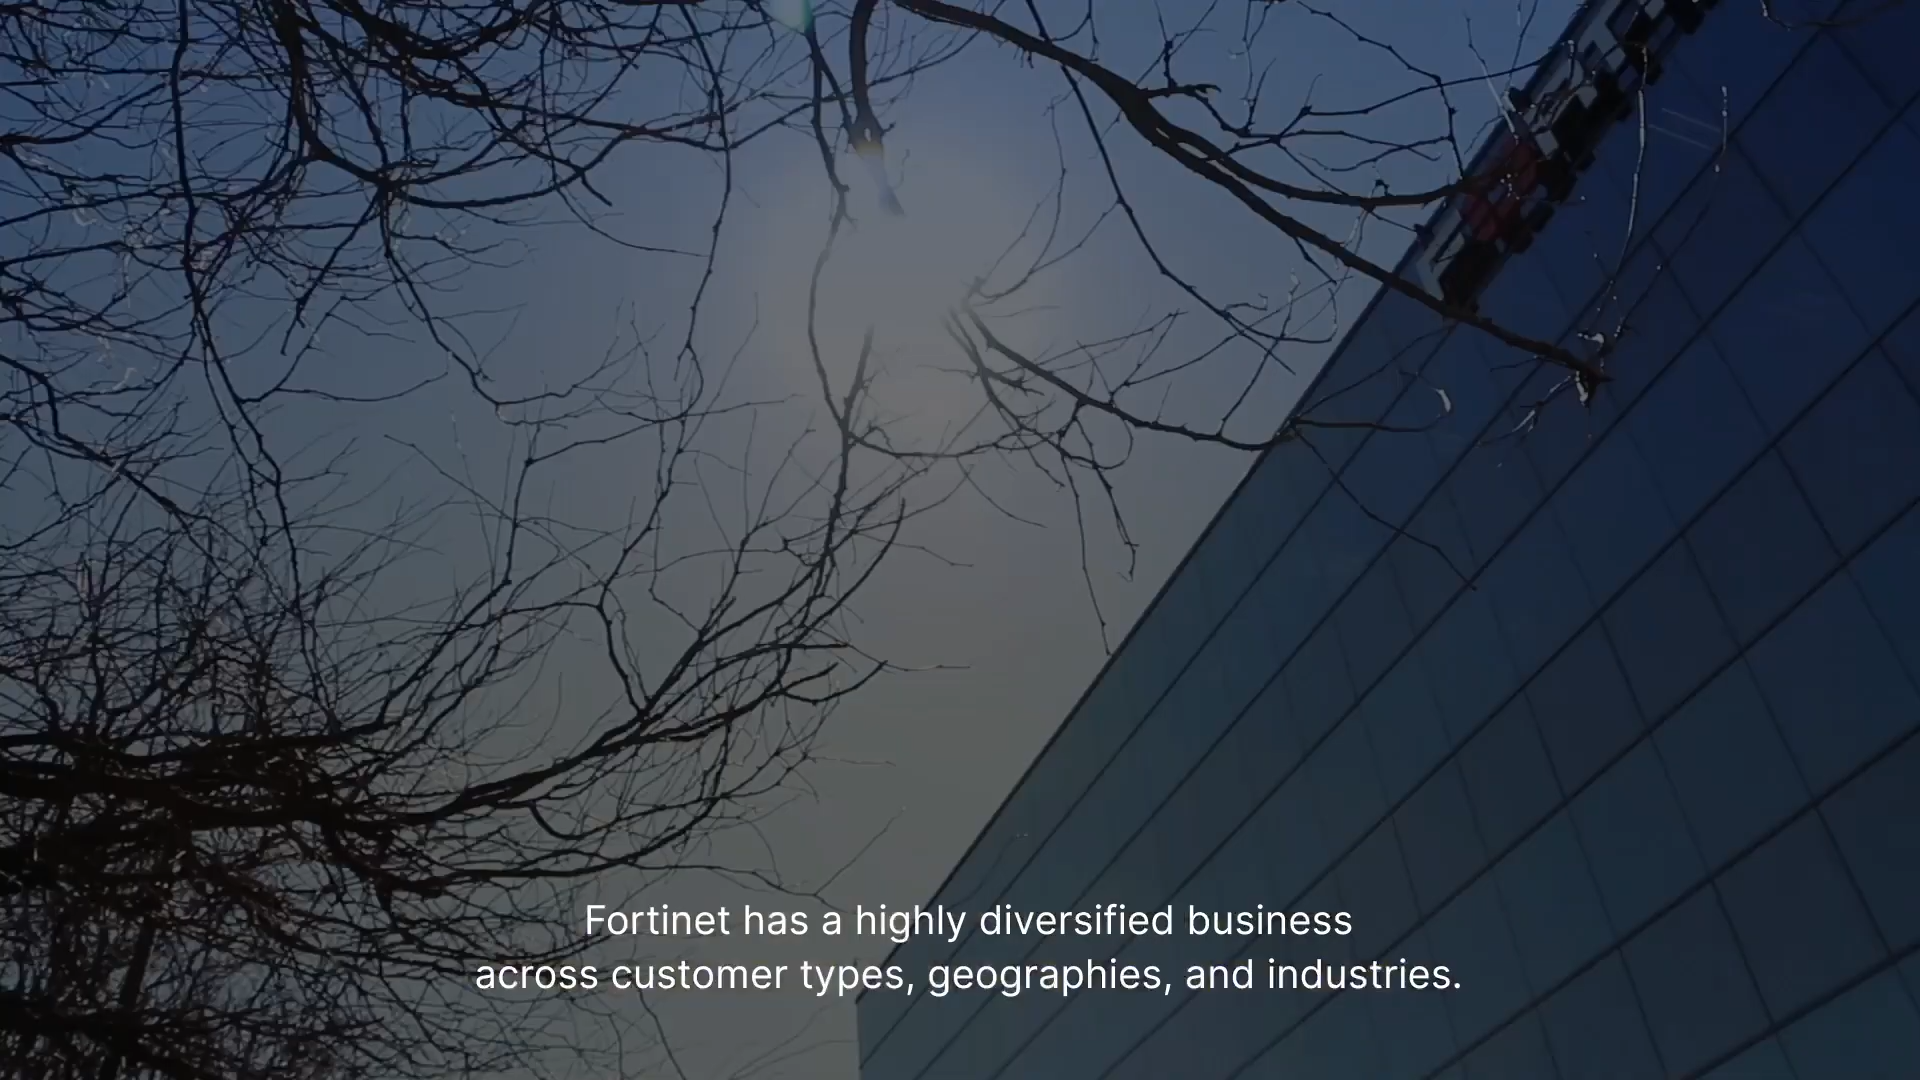 Fortinet has a highly diversified business
across customer types, geographies, and industries.